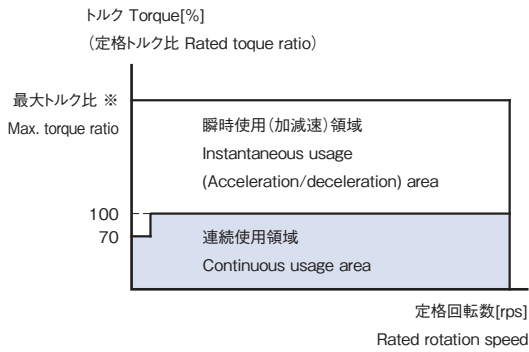 トルク Torque[%]
（定格トルク比 Rated toque ratio）
最大トルク比 ※
Max. torque ratio
瞬時使用（加減速）領域
Instantaneous usage
(Acceleration/deceleration) area
100
70
連続使用領域
Continuous usage area
定格回転数[rps]
Rated rotation speed